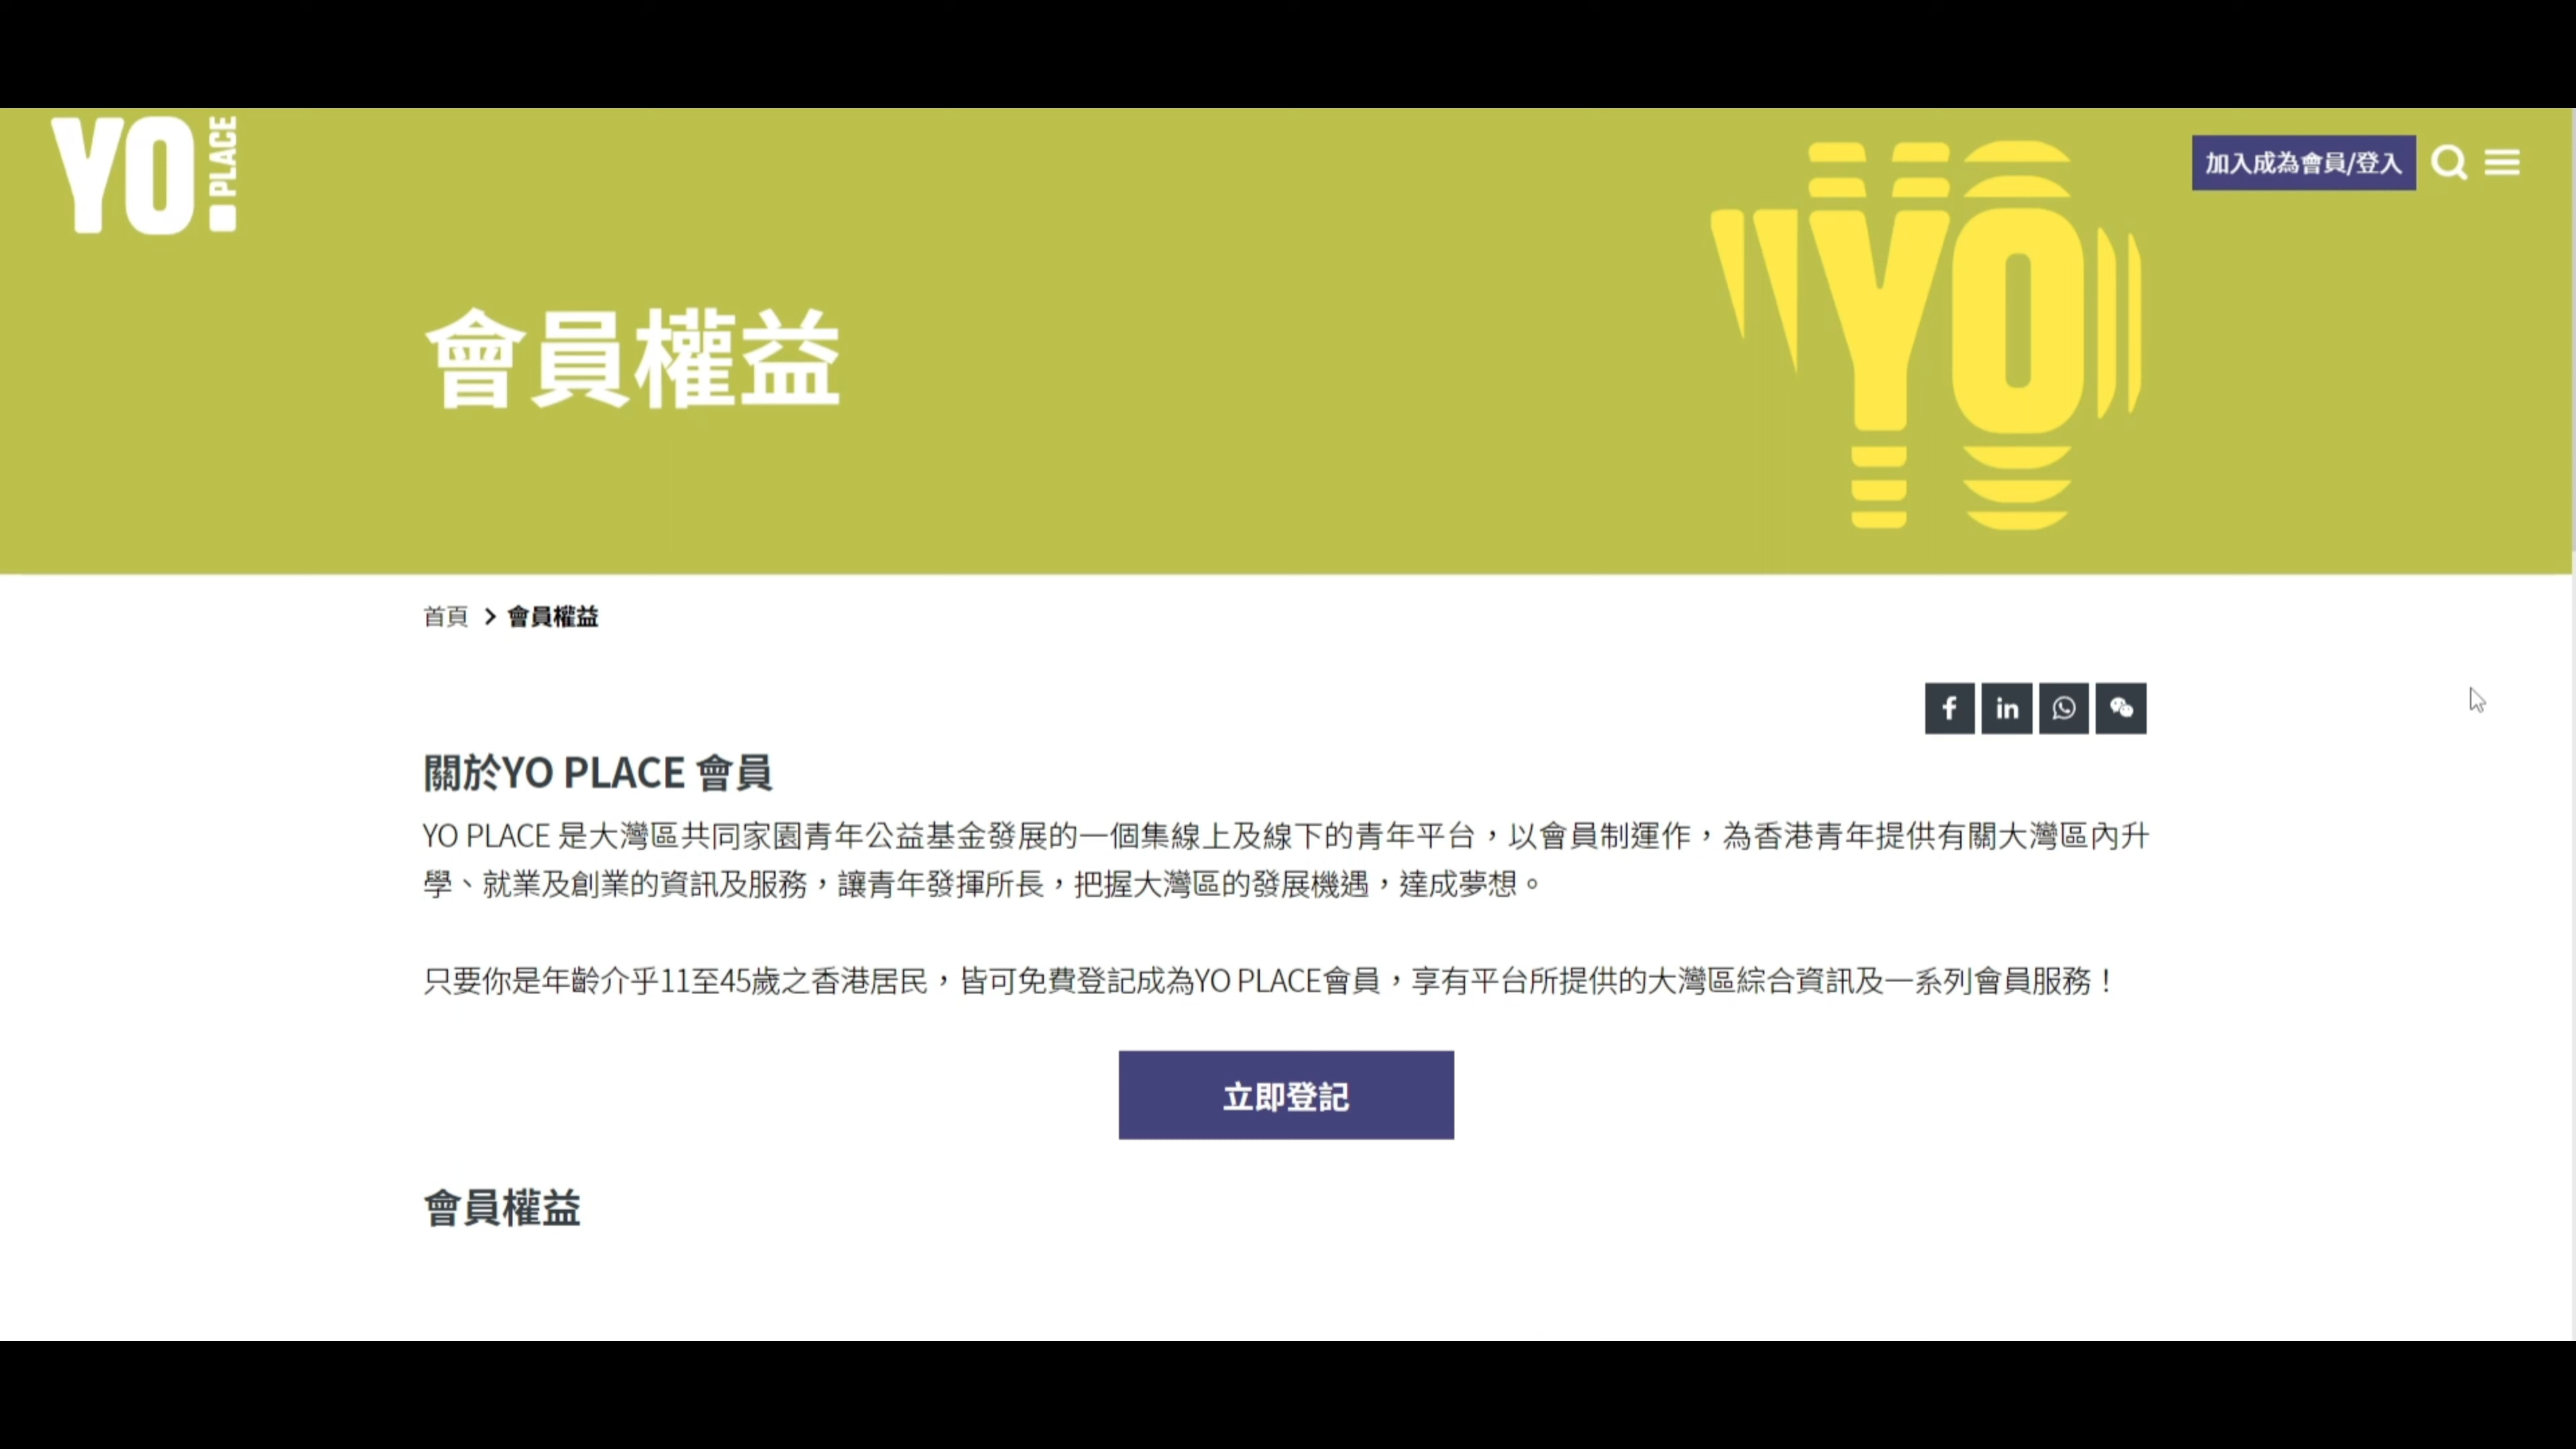 YO! PLACE
加入成為會員/登入
YO
會員權益
首頁 > 會員權益
關於YO PLACE 會員
YO PLACE 是大灣區共同家園青年公益基金發展的一個集線上及線下的青年平台，以會員制運作，為香港青年提供有關大灣區內升
學、就業及創業的資訊及服務，讓青年發揮所長，把握大灣區的發展機遇，達成夢想。
只要你是年齡介乎11至45歲之香港居民，皆可免費登記成為YO PLACE會員，享有平台所提供的大灣區綜合資訊及一系列會員服務！
立即登記
會員權益